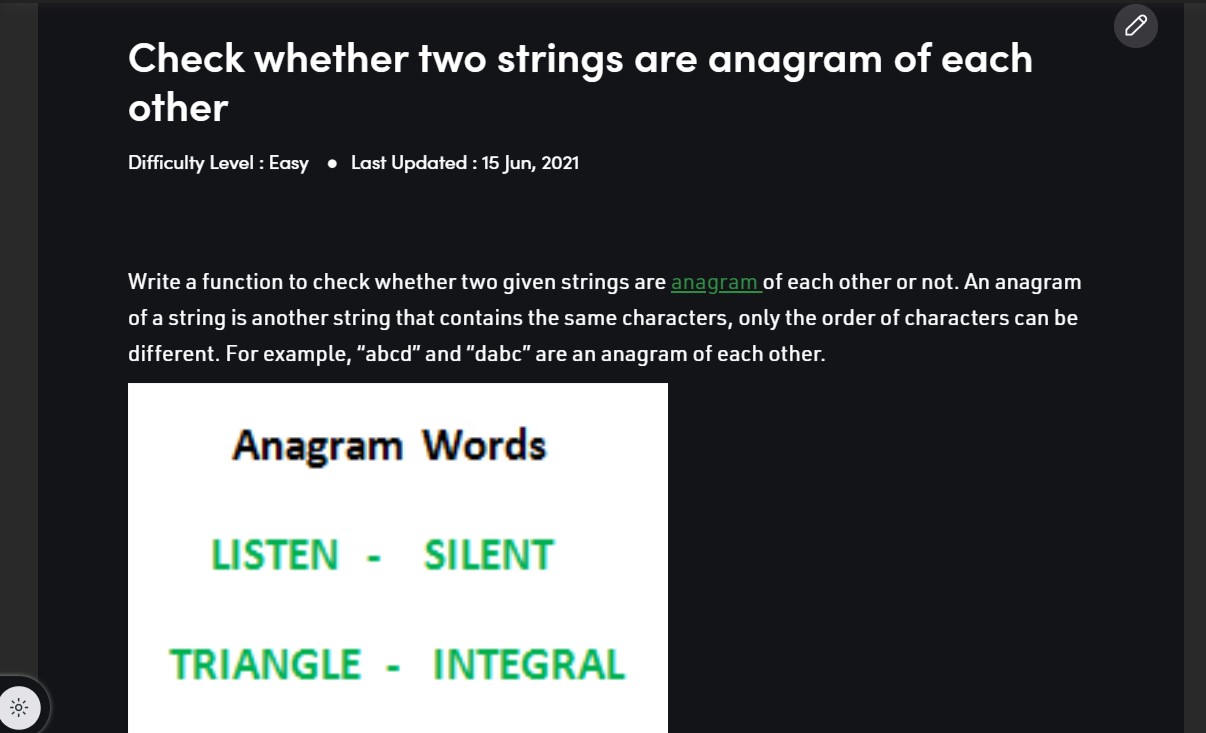 Check whether two strings are anagram of each
other
Difficulty Level : Easy ● Last Updated : 15 Jun, 2021
Write a function to check whether two given strings are anagram of each other or not. An anagram
of a string is another string that contains the same characters, only the order of characters can be
different. For example, “abcd” and “dabc” are an anagram of each other.
Anagram Words
LISTEN - SILENT
TRIANGLE - INTEGRAL